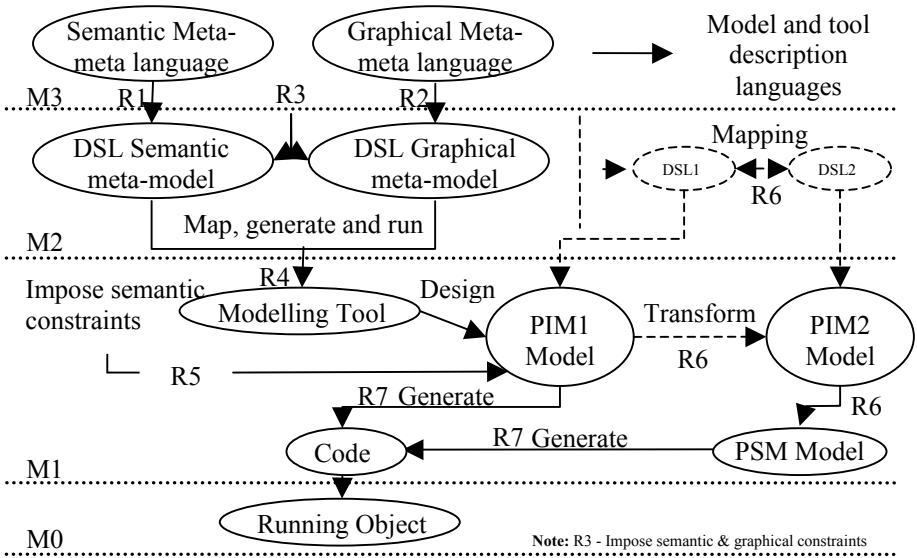 Semantic Meta-
meta language
Graphical Meta-
meta language
Model and tool
description
languages
M3
R1
R3
R2
DSL Semantic
meta-model
DSL Graphical
meta-model
Mapping
DSL1
DSL2
R6
Map, generate and run
M2
R4
Impose semantic
constraints
Modelling Tool
Design
PIM1
Model
Transform
R6
PIM2
Model
R5
R7 Generate
R6
Code
R7 Generate
PSM Model
M1
Running Object
M0
Note: R3 - Impose semantic & graphical constraints